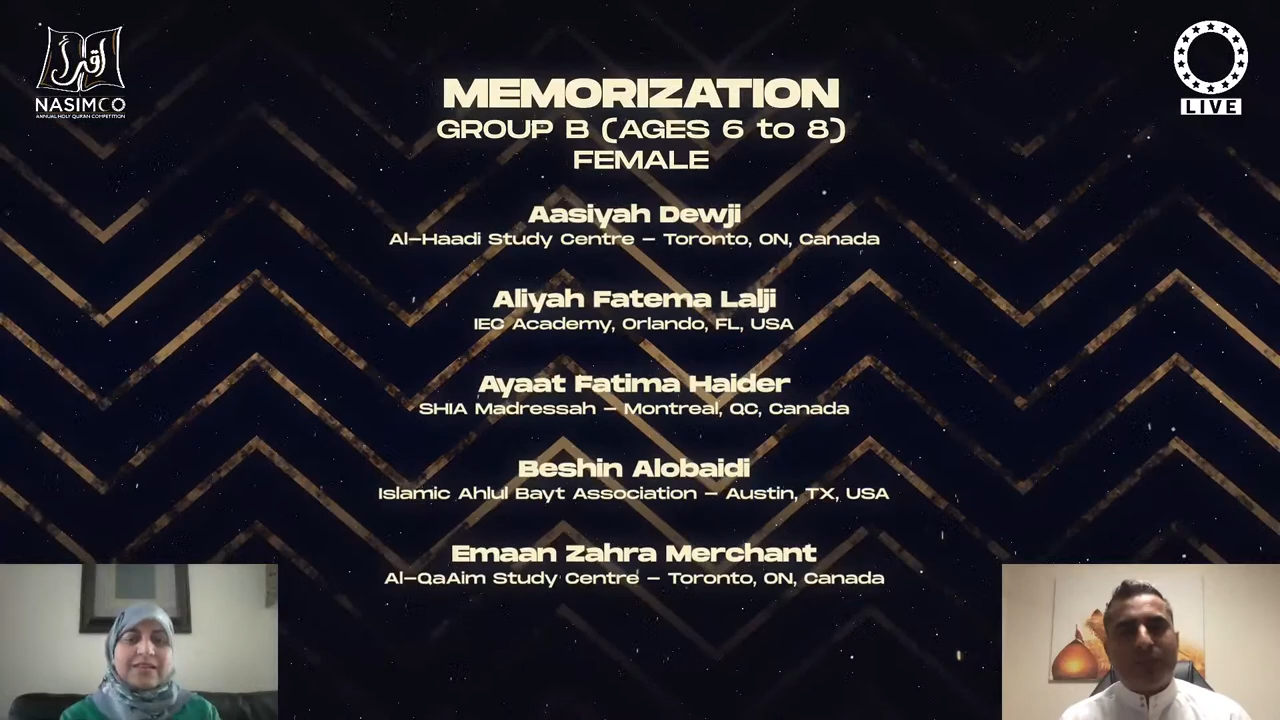 اقرأ
NASIMCO
ANNUAL HOLY QURAN COMPETITION
LIVE
MEMORIZATION
GROUP B (AGES 6 to 8)
FEMALE
Aasiyah Dewji
Al-Haadi Study Centre - Toronto, ON, Canada
Aliyah Fatema Lalji
IEC Academy, Orlando, FL, USA
Ayaat Fatima Haider
SHIA Madressah - Montreal, QC, Canada
Beshin Alobaidi
Islamic Ahlul Bayt Association - Austin, TX, USA
Emaan Zahra Merchant
Al-QaAim Study Centre - Toronto, ON, Canada